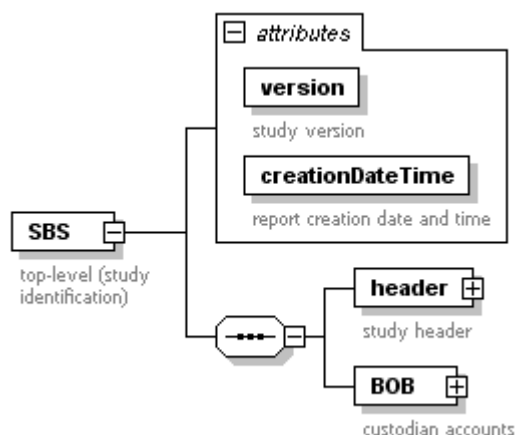 attributes
version
study version
creationDateTime
report creation date and time
SBS
top-level (study
identification)
header
study header
BOB
custodian accounts